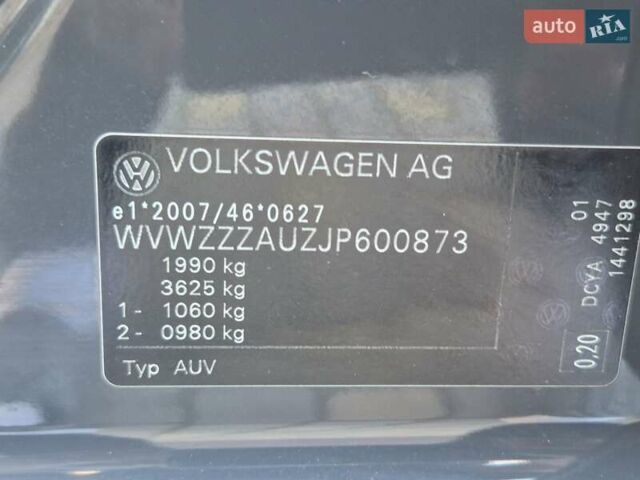 auto RIA.com
VOLKSWAGEN AG
e1*2007/46*0627
WVWZZZAUZJP600873
1990 kg
3625 kg
1- 1060 kg
2- 0980 kg
Typ AUV
01
DCYA 4947
1441298
0,20